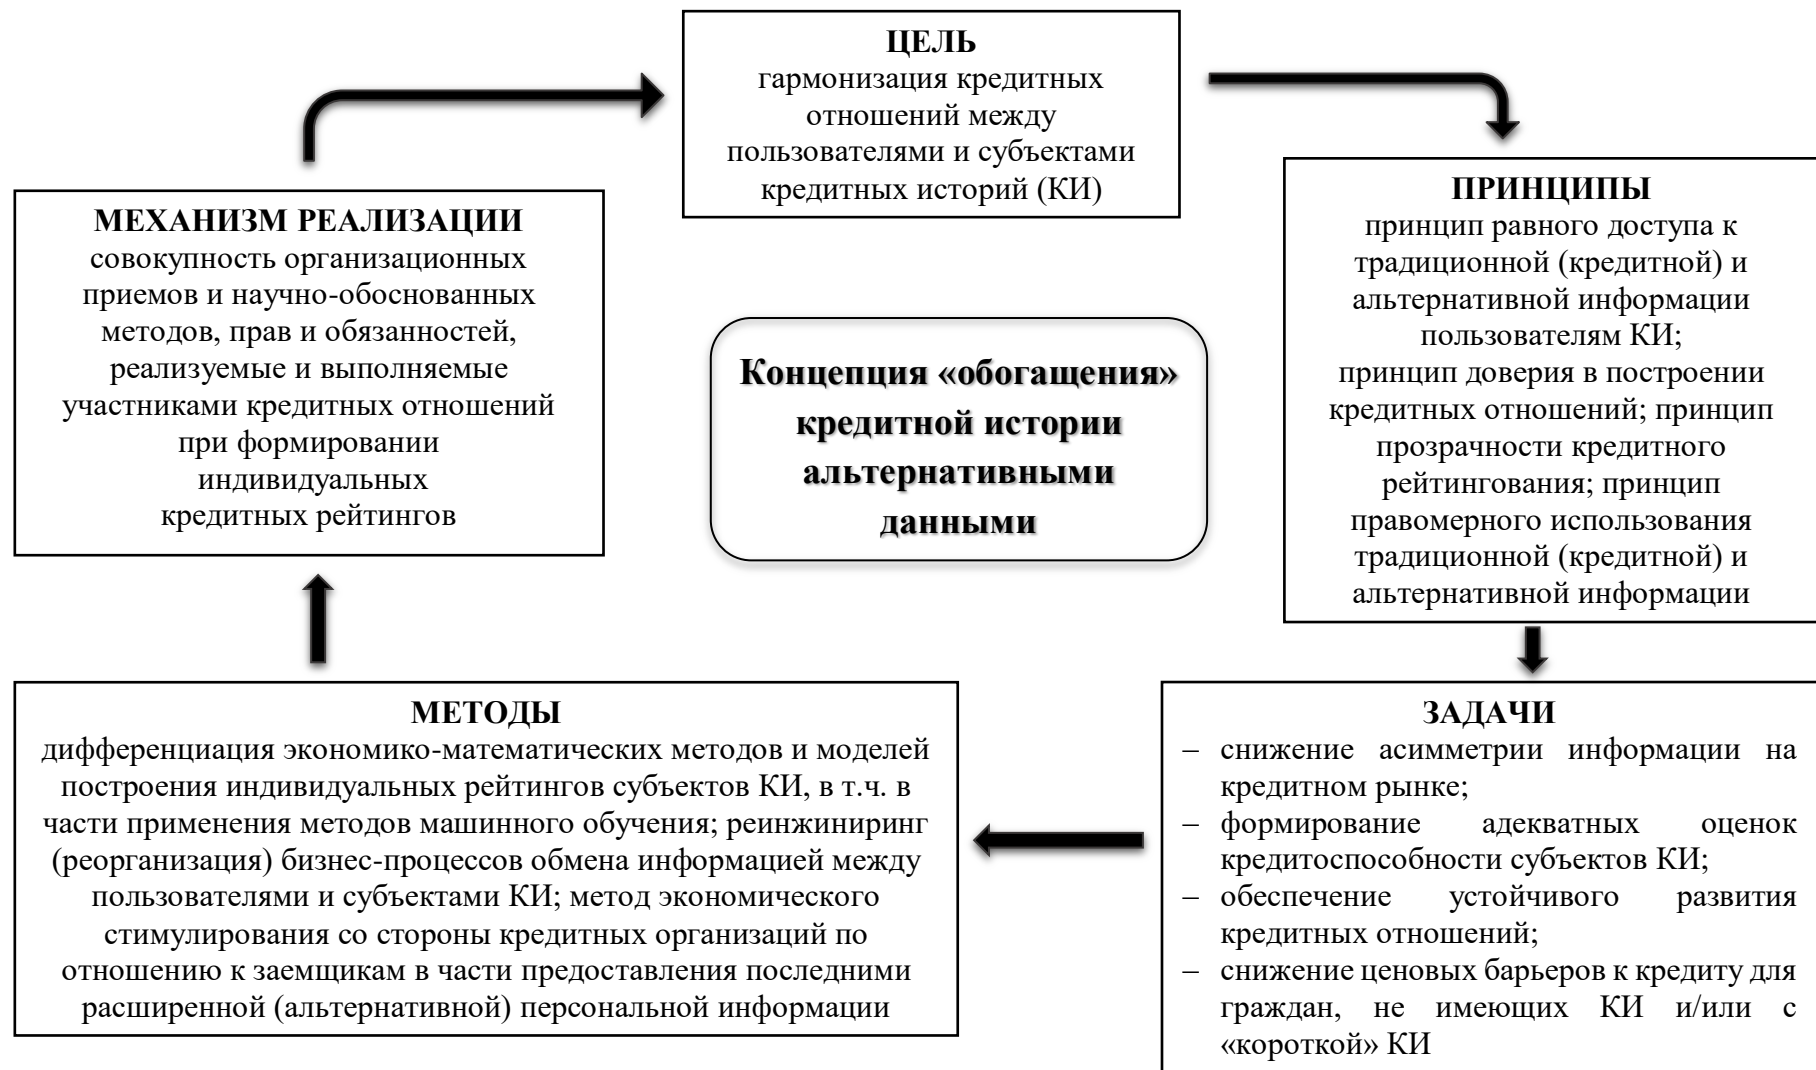 ЦЕЛЬ
гармонизация кредитных
отношений между
пользователями и субъектами
кредитных историй (КИ)
ПРИНЦИПЫ
принцип равного доступа к
традиционной (кредитной) и
альтернативной информации
пользователям КИ;
принцип доверия в построении
кредитных отношений; принцип
прозрачности кредитного
рейтингования; принцип
правомерного использования
традиционной (кредитной) и
альтернативной информации
ЗАДАЧИ
– снижение асимметрии информации на
кредитном рынке;
– формирование адекватных оценок
кредитоспособности субъектов КИ;
– обеспечение устойчивого развития
кредитных отношений;
– снижение ценовых барьеров к кредиту для
граждан, не имеющих КИ и/или с
«короткой» КИ
МЕТОДЫ
дифференциация экономико-математических методов и моделей
построения индивидуальных рейтингов субъектов КИ, в т.ч. в
части применения методов машинного обучения; реинжиниринг
(реорганизация) бизнес-процессов обмена информацией между
пользователями и субъектами КИ; метод экономического
стимулирования со стороны кредитных организаций по
отношению к заемщикам в части предоставления последними
расширенной (альтернативной) персональной информации
МЕХАНИЗМ РЕАЛИЗАЦИИ
совокупность организационных
приемов и научно-обоснованных
методов, прав и обязанностей,
реализуемые и выполняемые
участниками кредитных отношений
при формировании
индивидуальных
кредитных рейтингов
Концепция «обогащения»
кредитной истории
альтернативными
данными